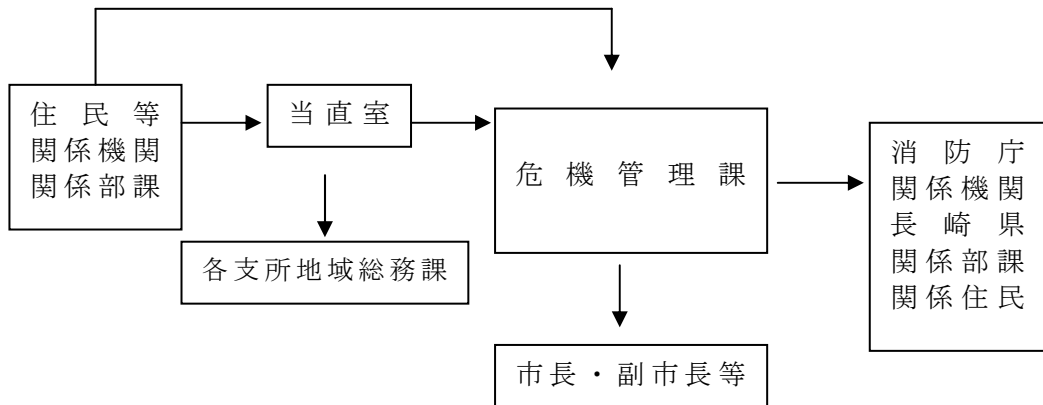 住民等
関係機関
関係部課
当直室
各支所地域総務課
危機管理課
市長・副市長等
消防庁
関係機関
長崎県
関係部課
関係住民